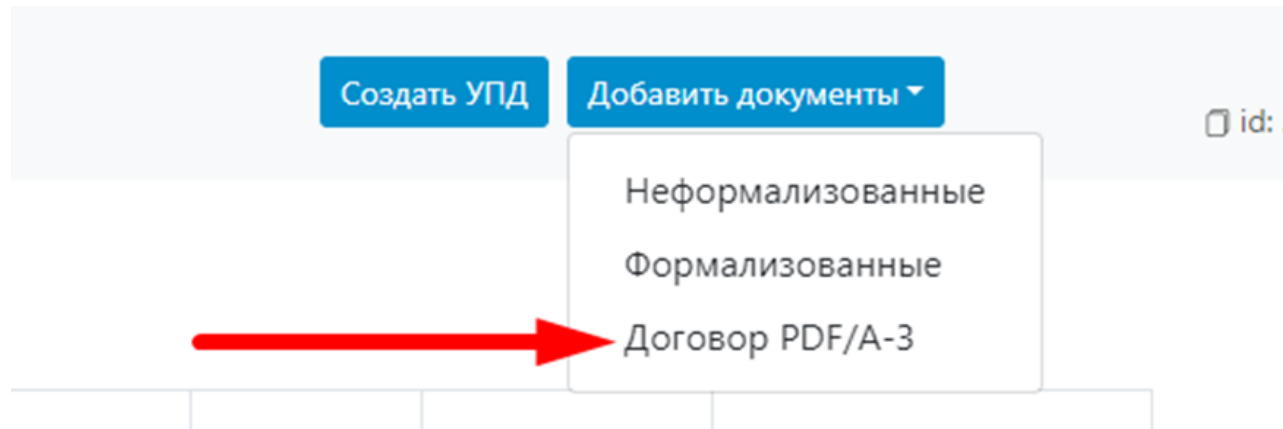 Создать УПД
Добавить документы
id:
Неформализованные
Формализованные
Договор PDF/A-3